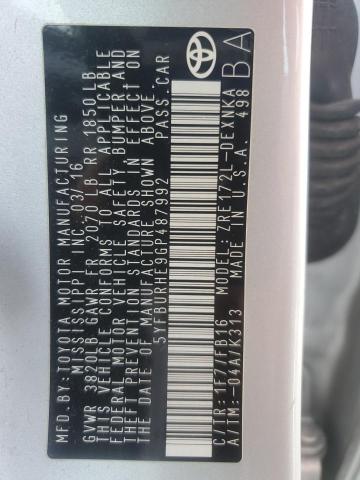 MFD. BY:TOYOTA MOTOR MANUFACTURING
MISSISSIPPI INC. 03/16
GVWR 3820LB GAWR FR 2070LB RR 1850LB
THIS VEHICLE CONFORMS TO ALL APPLICABLE
FEDERAL MOTOR VEHICLE SAFETY, BUMPER, AND
THEFT PREVENTION STANDARDS IN EFFECT ON
THE DATE OF MANUFACTURE SHOWN ABOVE.
5YFBURHE9GP487992 PASS.CAR
C/TR:1F7/FB16 MODEL:ZRE172L-DEXNKA
A/TM:-04A/K313 MADE IN U.S.A. 498
TOYOTA
BA